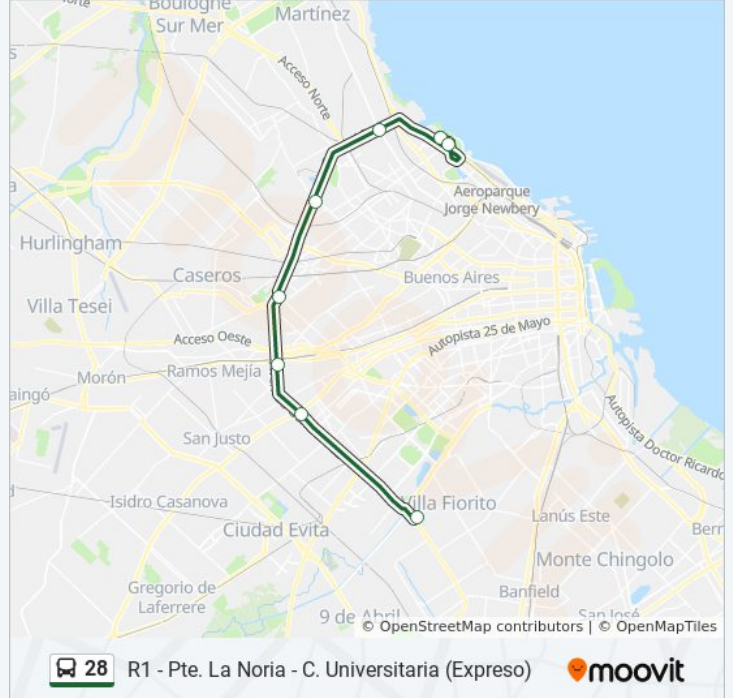 Boulogne
Sur Mer
Martínez
Acceso Norte
Aeroparque
Jorge Newbery
Hurlingham
Caseros
Buenos Aires
Villa Tesei
Acceso Oeste
Autopista 25 de Mayo
Ramos Mejía
Morón
San Justo
Autopista Doctor Ricardo
Isidro Casanova
Villa Fiorito
Lanús Este
Ciudad Evita
Bern
Monte Chingolo
Gregorio de
Laferrere
Banfield
9 de Abril
San José
© OpenStreetMap contributors | © OpenMapTiles
28 R1 - Pte. La Noria - C. Universitaria (Expreso) moovit